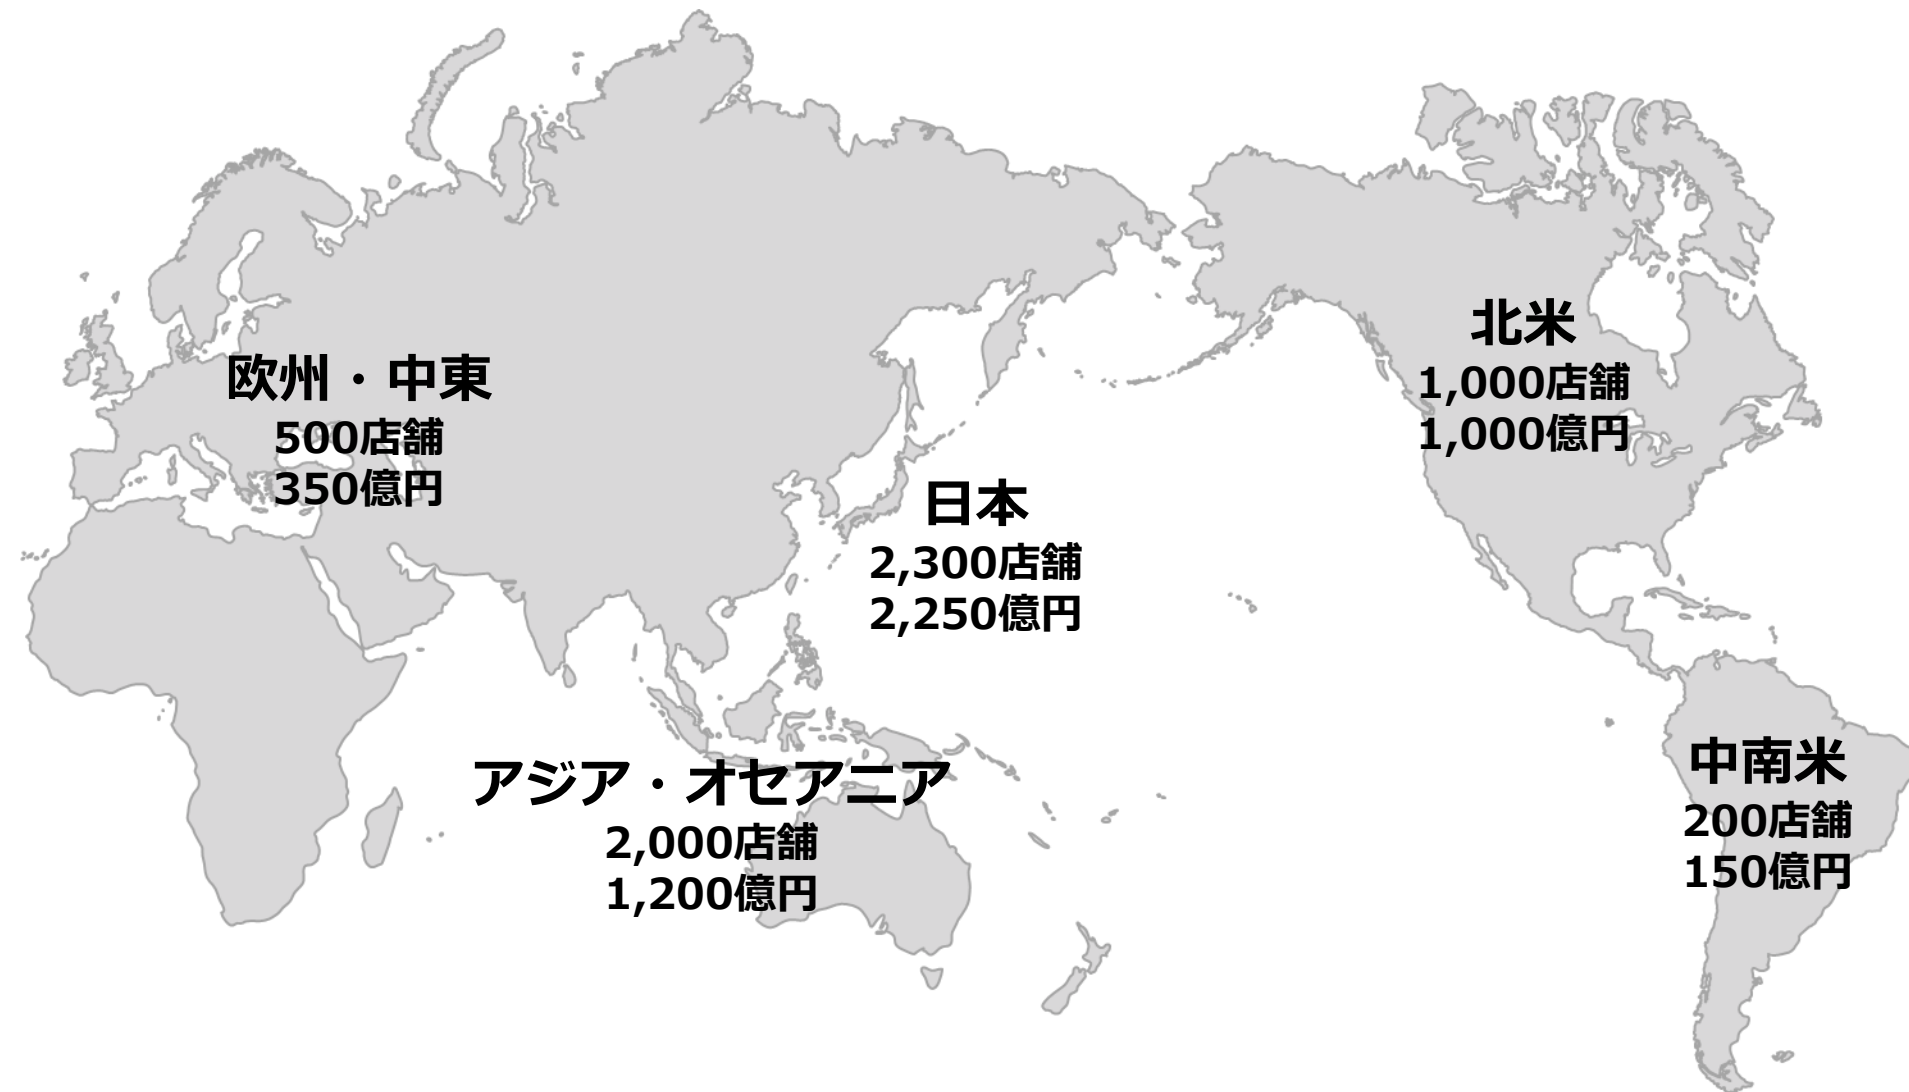 北米
1,000店舗
1,000億円
欧州・中東
500店舗
350億円
日本
2,300店舗
2,250億円
アジア・オセアニア
2,000店舗
1,200億円
中南米
200店舗
150億円